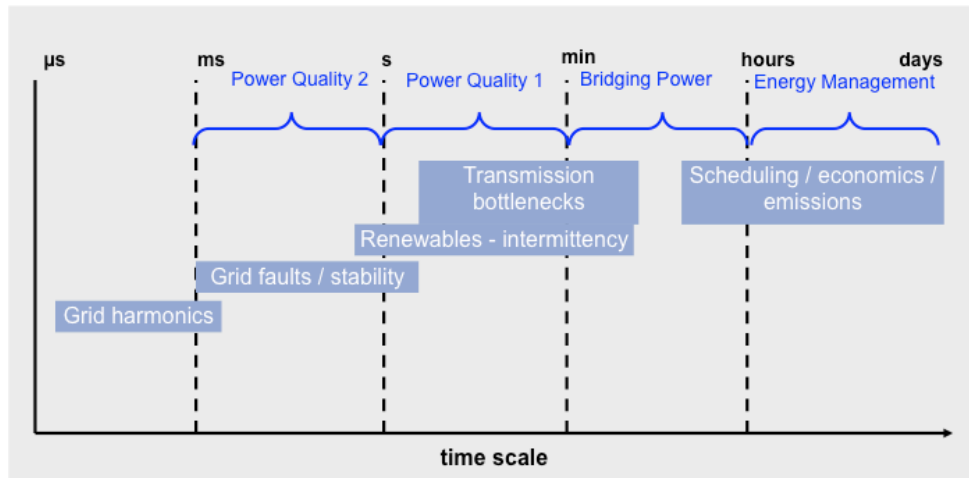 µs ms s min hours days
Power Quality 2 Power Quality 1 Bridging Power Energy Management
Transmission
bottlenecks
Scheduling / economics /
emissions
Renewables - intermittency
Grid faults / stability
Grid harmonics
time scale